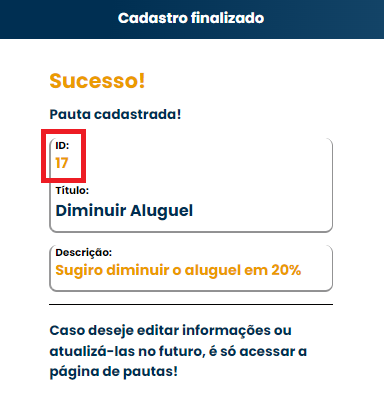 Cadastro finalizado
Sucesso!
Pauta cadastrada!
ID:
17
Título:
Diminuir Aluguel
Descrição:
Sugiro diminuir o aluguel em 20%
Caso deseje editar informações ou
atualizá-las no futuro, é só acessar a
página de pautas!